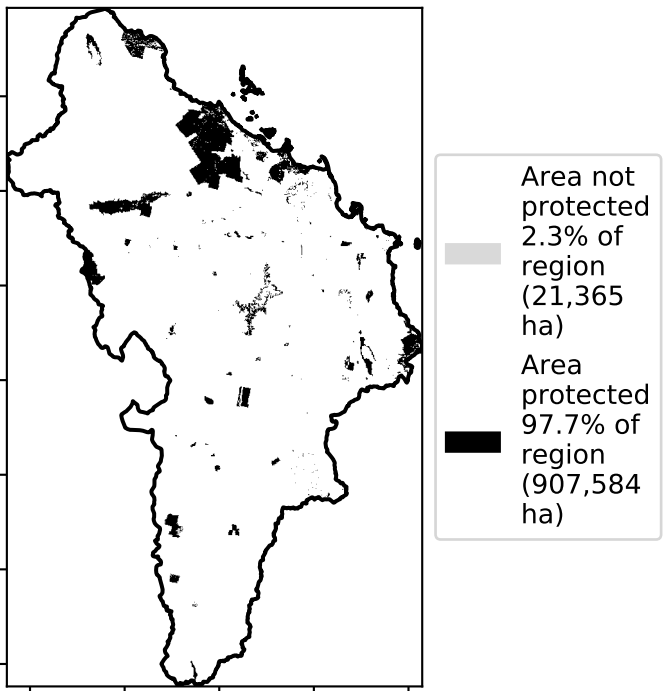 Area not
protected
2.3% of
region
(21,365
ha)
Area
protected
97.7% of
region
(907,584
ha)